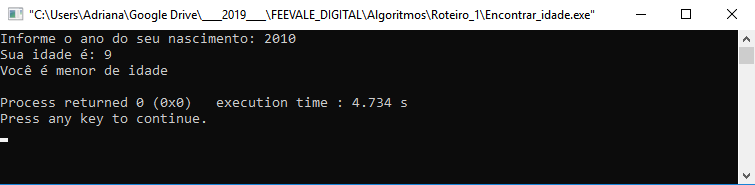 "C:\Users\Adriana\Google Drive\___2019___\FEEVALE_DIGITAL\Algoritmos\Roteiro_1\Encontrar_idade.exe"
Informe o ano do seu nascimento: 2010
Sua idade é: 9
Você é menor de idade
Process returned 0 (0x0)   execution time : 4.734 s
Press any key to continue.